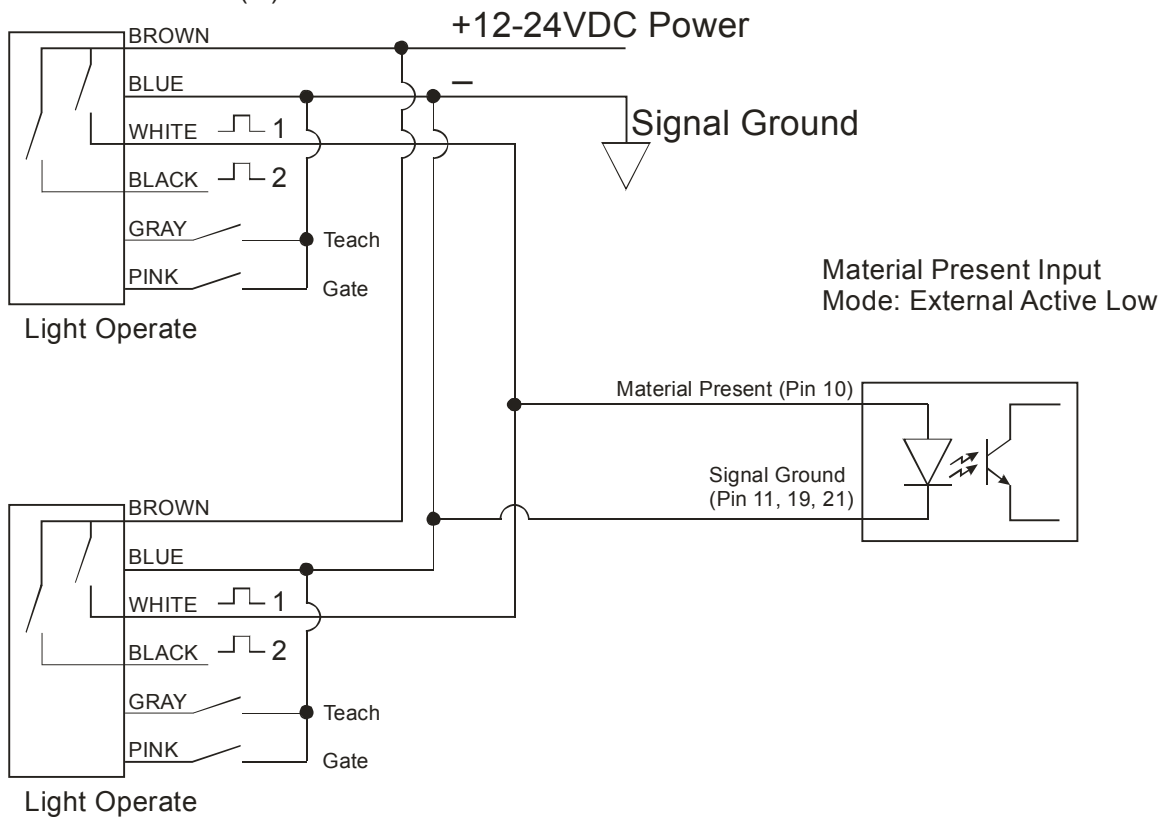 +12-24VDC Power
BROWN
BLUE
–
WHITE 1
Signal Ground
BLACK 2
GRAY
Teach
PINK
Gate
Light Operate
Material Present Input
Mode: External Active Low
Material Present (Pin 10)
Signal Ground
(Pin 11, 19, 21)
BROWN
BLUE
WHITE 1
BLACK 2
GRAY
Teach
PINK
Gate
Light Operate